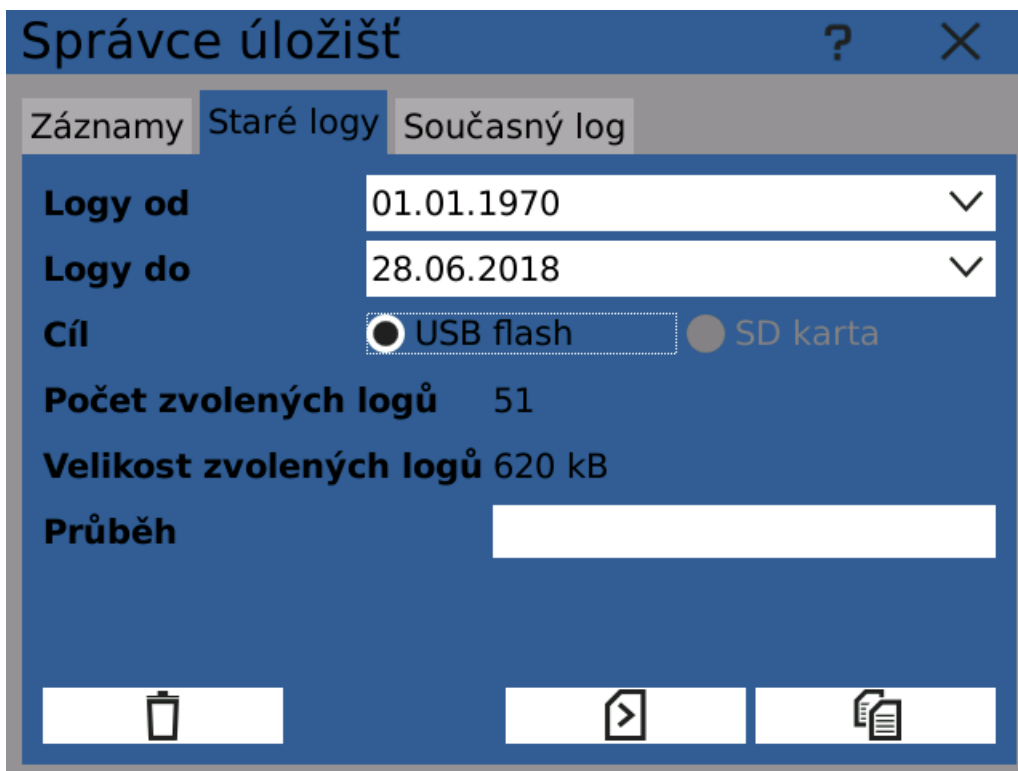 Správce úložišť ?
Záznamy Staré logy Současný log
Logy od 01.01.1970
Logy do 28.06.2018
Cíl USB flash SD karta
Počet zvolených logů 51
Velikost zvolených logů 620 kB
Průběh